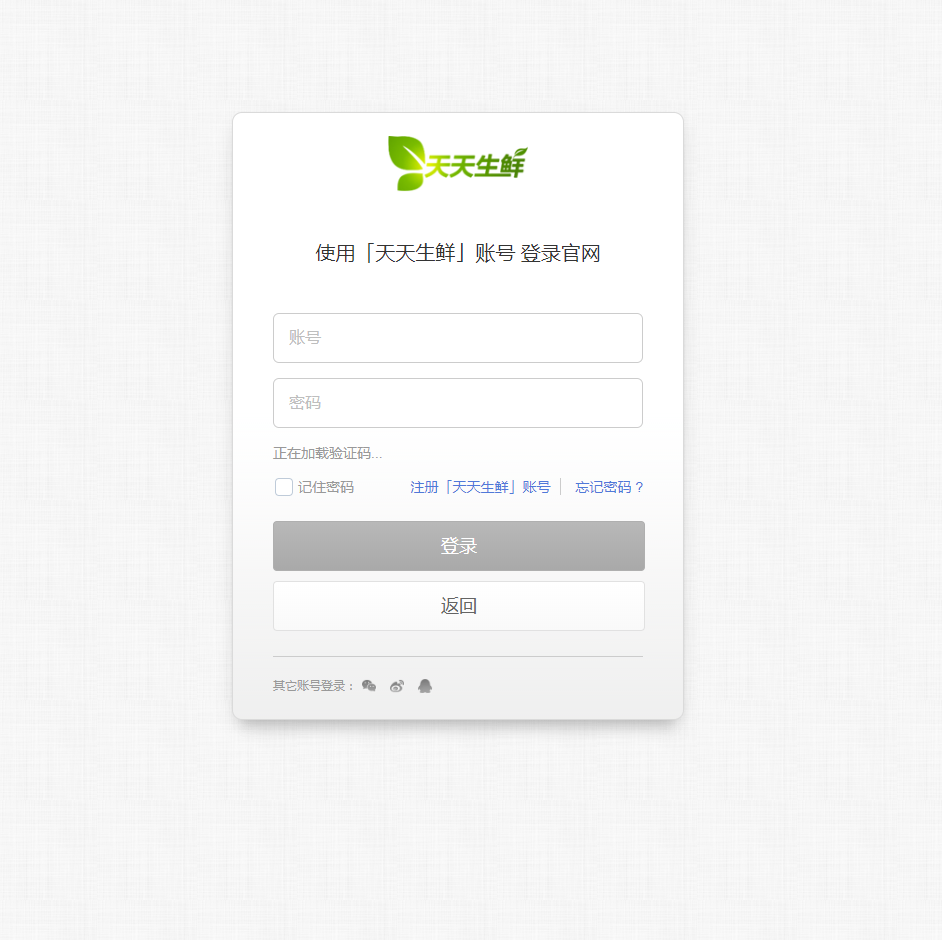 天天生鲜
使用「天天生鲜」账号 登录官网
账号
密码
正在加载验证码...
记住密码 注册「天天生鲜」账号 忘记密码？
登录
返回
其它账号登录：